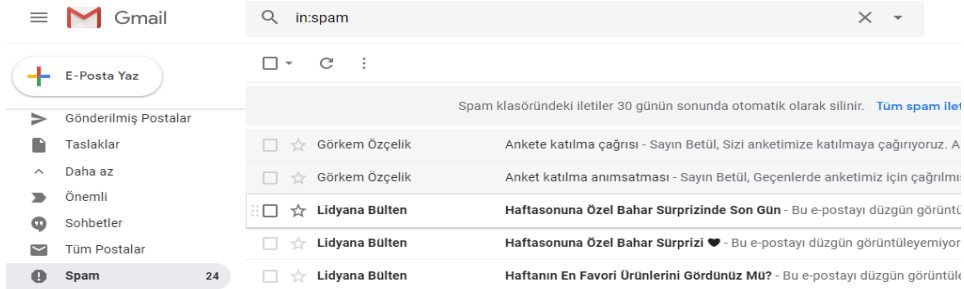 Gmail
in:spam
E-Posta Yaz
Gönderilmiş Postalar
Taslaklar
Daha az
Önemli
Sohbetler
Tüm Postalar
Spam 24
Spam klasöründeki iletiler 30 günün sonunda otomatik olarak silinir. Tüm spam ilet
Görkem Özçelik Ankete katılma çağrısı - Sayın Betül, Sizi anketimize katılmaya çağırıyoruz. A
Görkem Özçelik Anket katılma anımsatması - Sayın Betül, Geçenlerde anketimiz için çağrılmı
Lidyana Bülten Haftasonuna Özel Bahar Sürprizinde Son Gün - Bu e-postayı düzgün görüntü
Lidyana Bülten Haftasonuna Özel Bahar Sürprizi 🖤 - Bu e-postayı düzgün görüntüleyemiyor
Lidyana Bülten Haftanın En Favori Ürünlerini Gördünüz Mü? - Bu e-postayı düzgün görüntüle